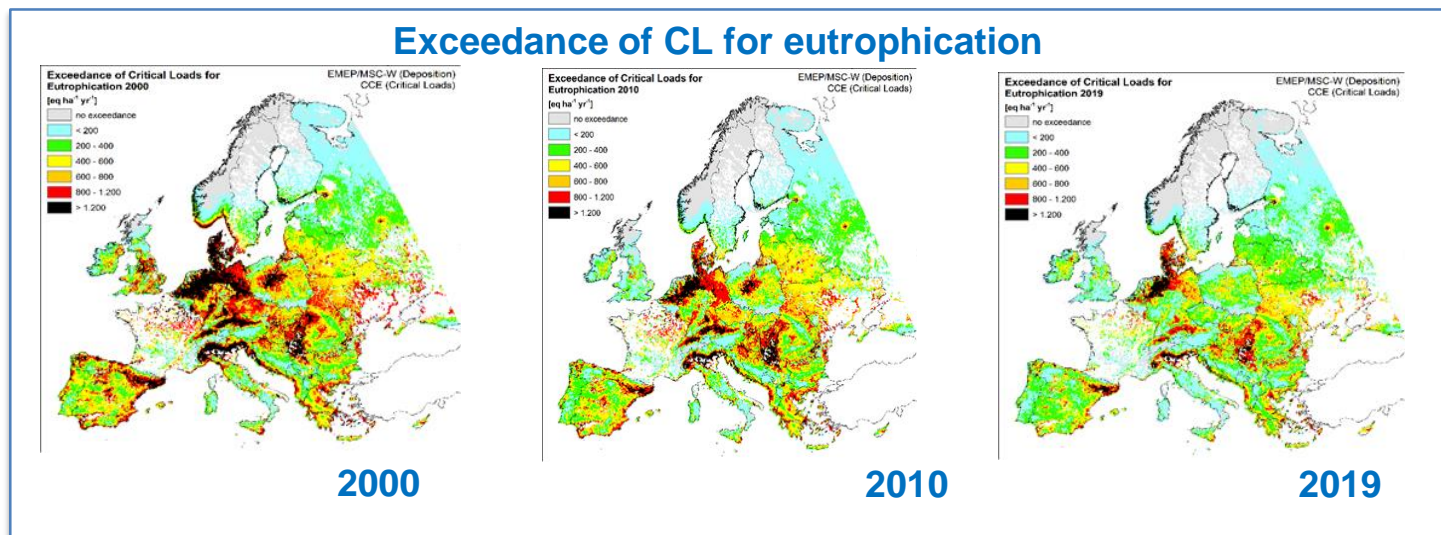 Exceedance of CL for eutrophication
Exceedance of Critical Loads for
Eutrophication 2000
[eq ha⁻¹ yr⁻¹]
no exceedance
< 200
200 - 400
400 - 600
600 - 800
800 - 1.200
> 1.200
EMEP/MSC-W (Deposition)
CCE (Critical Loads)
Exceedance of Critical Loads for
Eutrophication 2010
[eq ha⁻¹ yr⁻¹]
no exceedance
< 200
200 - 400
400 - 600
600 - 800
800 - 1.200
> 1.200
EMEP/MSC-W (Deposition)
CCE (Critical Loads)
Exceedance of Critical Loads for
Eutrophication 2019
[eq ha⁻¹ yr⁻¹]
no exceedance
< 200
200 - 400
400 - 600
600 - 800
800 - 1.200
> 1.200
EMEP/MSC-W (Deposition)
CCE (Critical Loads)
2000
2010
2019